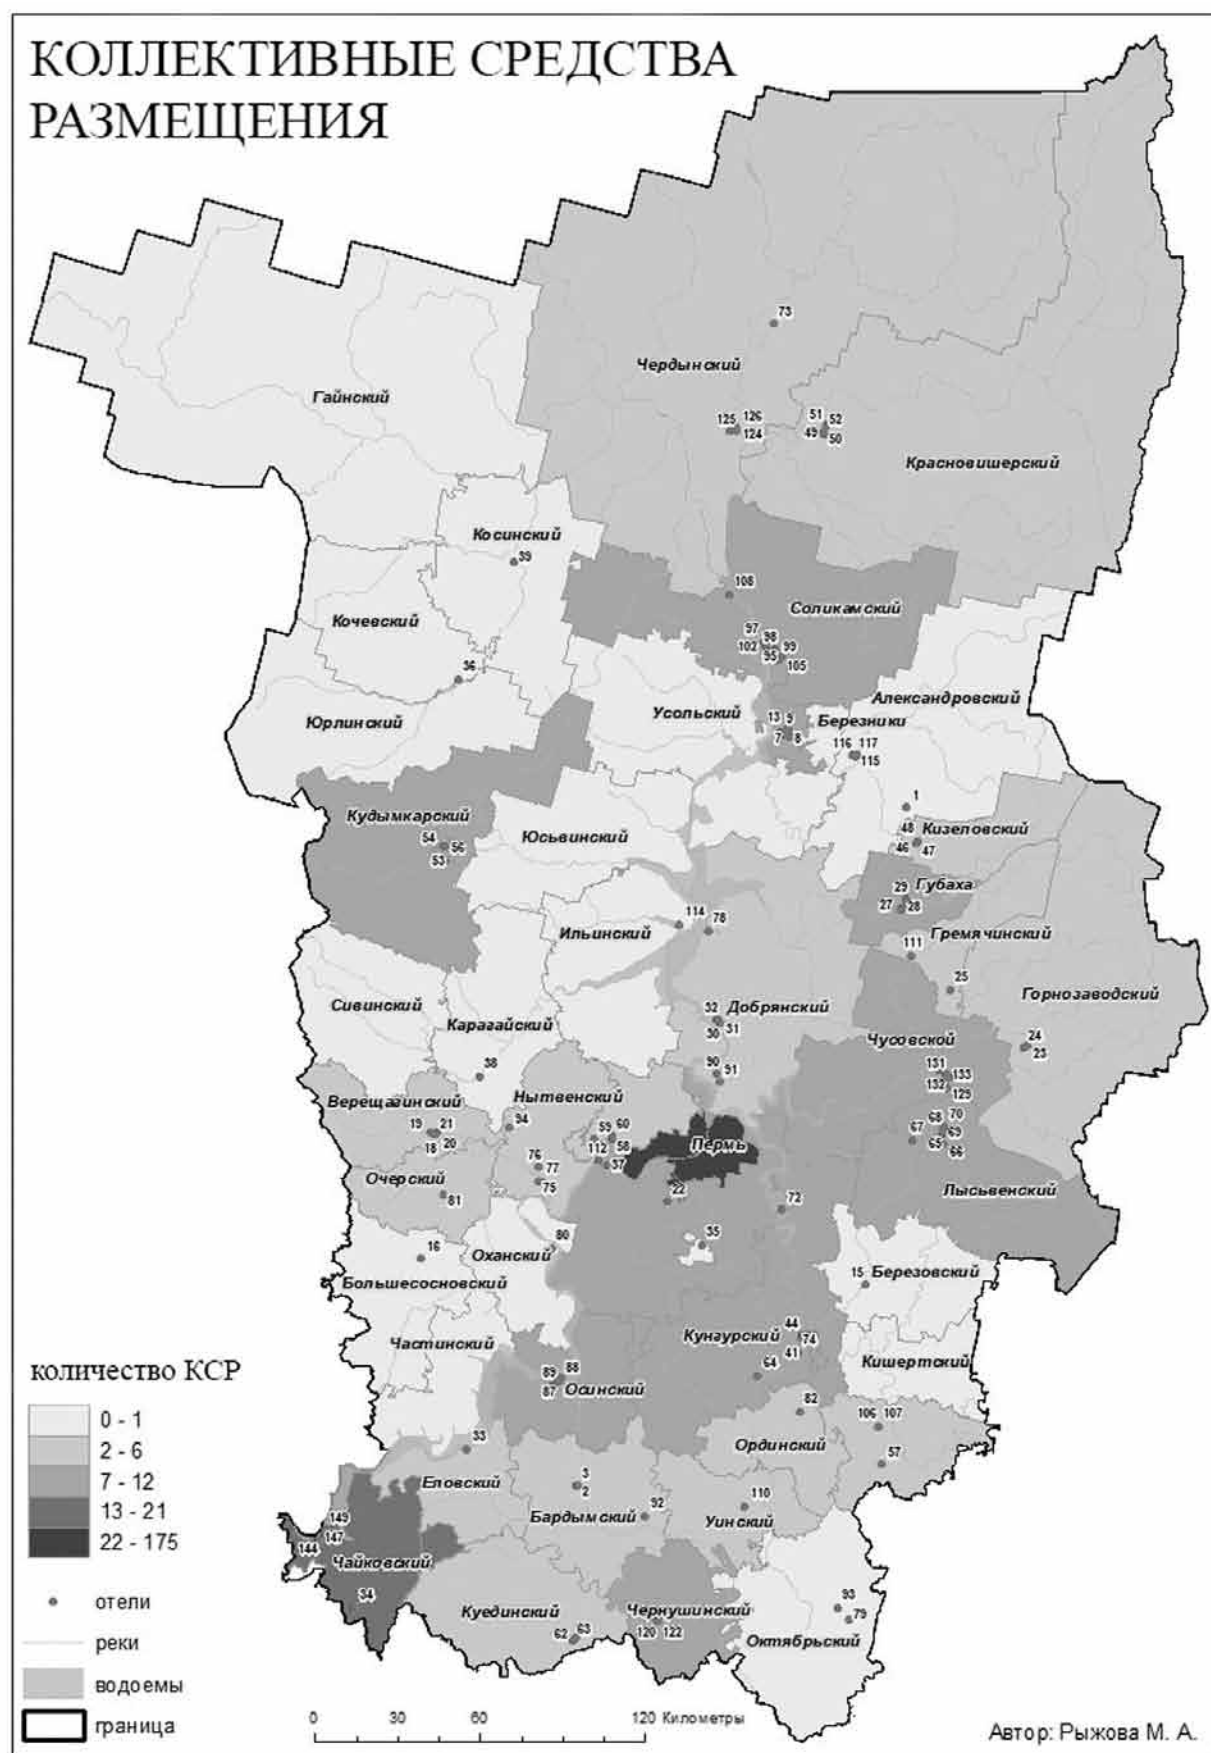 КОЛЛЕКТИВНЫЕ СРЕДСТВА
РАЗМЕЩЕНИЯ
73
Чердынский
Гайнский
125 126
124
51 52
49 50
Красновишерский
Косинский
39
108
Соликамский
Кочевский
97 98 99
102 95 105
36
Александровский
Юрлинский
Усольский
13 9
7 8
Березники
116 117
115
1
Кудымкарский
54 56
53
Юсьвинский
48
Кизеловский
46 47
29
Губаха
27 28
114 78
Ильинский
Гремячинский
111
25
Горнозаводский
Сивинский
32
Добрянский
30 31
Карагайский
Чусовской
24
23
38
90
91
131 133
132 129
Нытвенский
Верещагинский
94
19 21
18 20
59 60
112 58
37
68 70
67 69
65 66
Пермь
76 77
75
Очерский
81
22
72
Лысьвенский
35
16
Оханский
80
Большесосновский
15
Березовский
Частинский
Кунгурский
44
74
41
Кишертский
64
89 88
87
Осинский
82
106 107
Ординский
33
57
Еловский
3
2
Бардымский
92
110
Уинский
149
147
144
Чайковский
34
Куединский
62 63
Чернушинский
120 122
93
79
Октябрьский
количество КСР
0 - 1
2 - 6
7 - 12
13 - 21
22 - 175
отели
реки
водоемы
граница
0 30 60 120 Километры
Автор: Рыжова М. А.